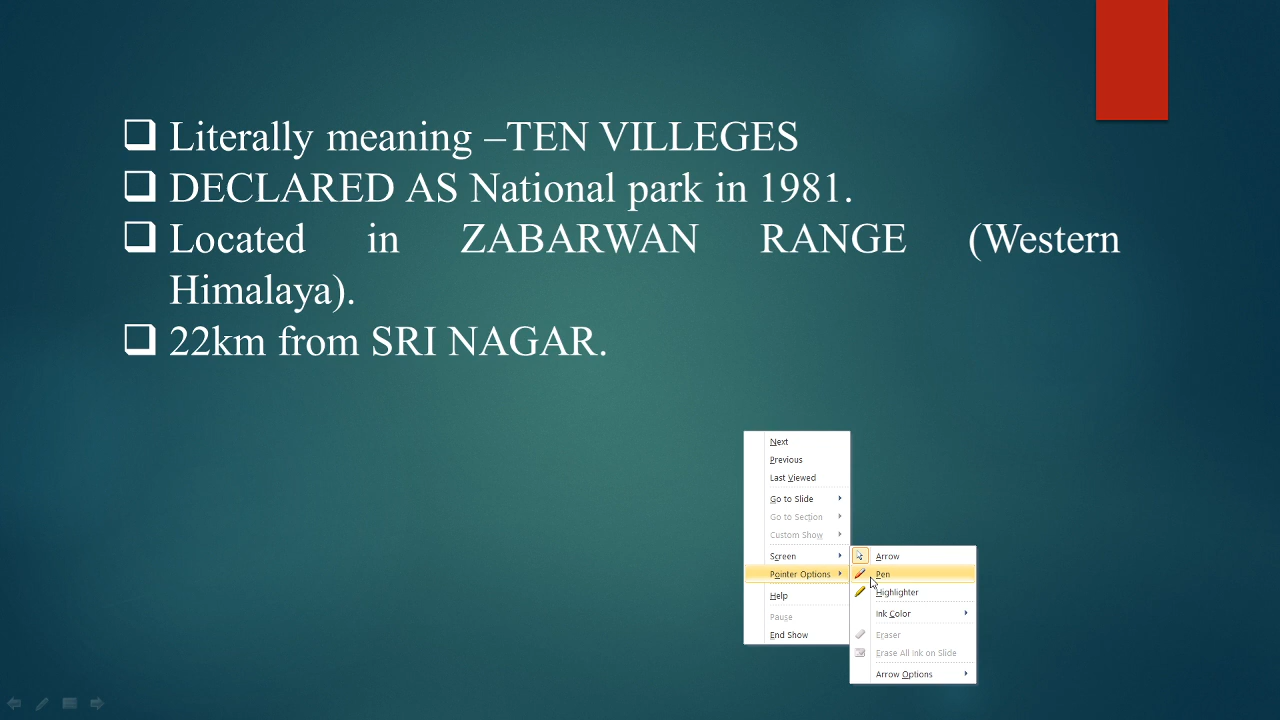 Literally meaning –TEN VILLEGES
DECLARED AS National park in 1981.
Located in ZABARWAN RANGE (Western
Himalaya).
22km from SRI NAGAR.
Next
Previous
Last Viewed
Go to Slide
Go to Section
Custom Show
Screen
Pointer Options
Help
Pause
End Show
Arrow
Pen
Highlighter
Ink Color
Eraser
Erase All Ink on Slide
Arrow Options